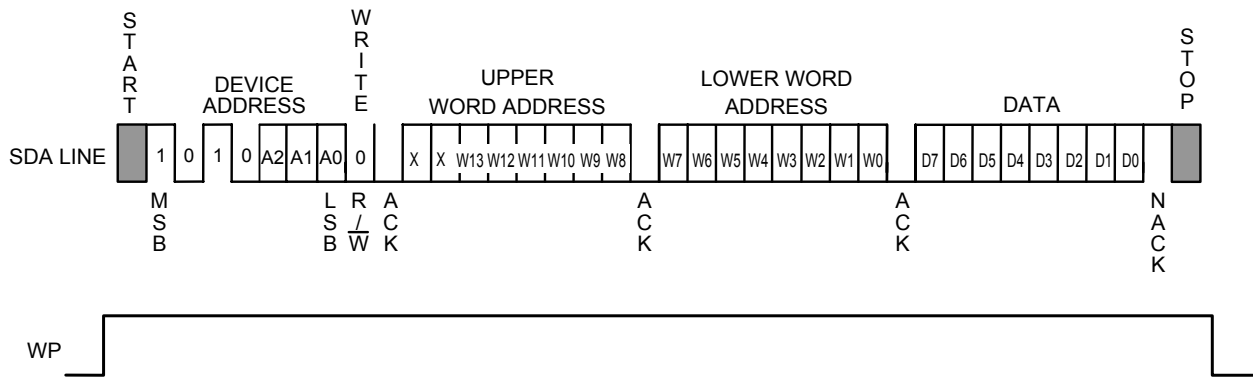 START
WRITE
STOP
DEVICE
ADDRESS
UPPER
WORD ADDRESS
LOWER WORD
ADDRESS
DATA
SDA LINE 1 0 1 0 A2 A1 A0 0 X X W13 W12 W11 W10 W9 W8 W7 W6 W5 W4 W3 W2 W1 W0 D7 D6 D5 D4 D3 D2 D1 D0
MSB
LSB
R/W̅
ACK
ACK
ACK
NACK
WP